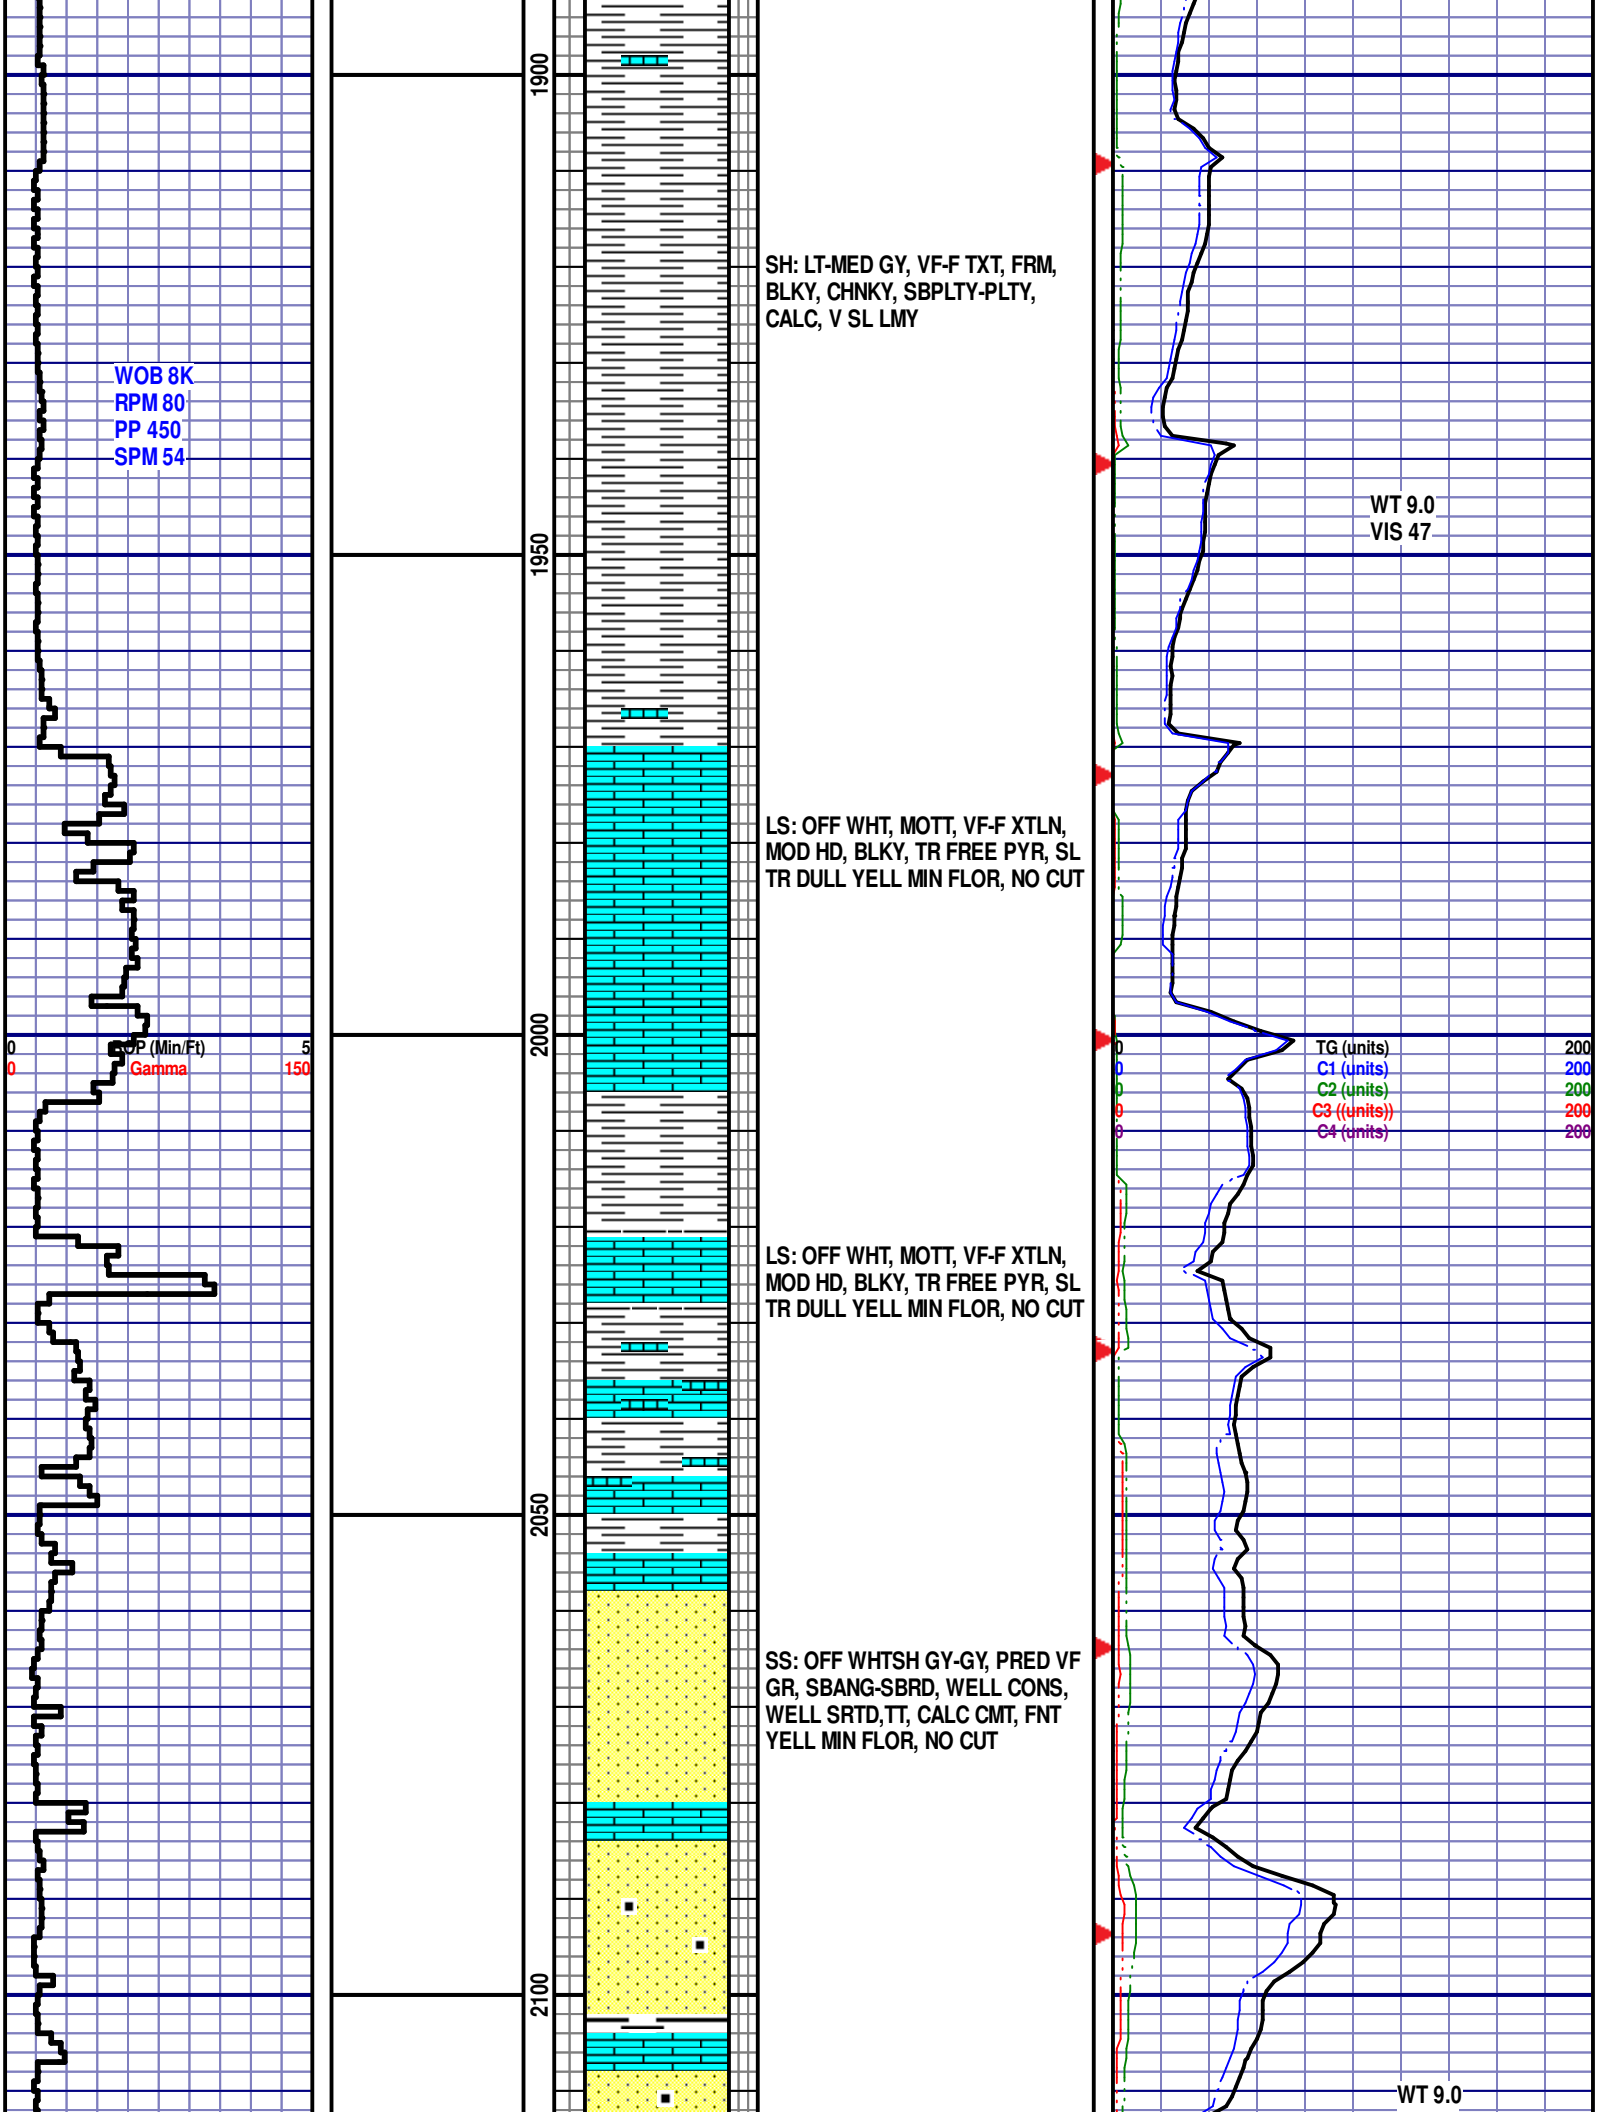 1900
SH: LT-MED GY, VF-F TXT, FRM,
BLKY, CHNKY, SBPLTY-PLTY,
CALC, V SL LMY
WOB 8K
RPM 80
PP 450
SPM 54
WT 9.0
VIS 47
1950
LS: OFF WHT, MOTT, VF-F XTLN,
MOD HD, BLKY, TR FREE PYR, SL
TR DULL YELL MIN FLOR, NO CUT
2000
0 ROP (Min/Ft) 5
0 Gamma 150
0 TG (units) 200
0 C1 (units) 200
0 C2 (units) 200
0 C3 ((units)) 200
0 C4 (units) 200
LS: OFF WHT, MOTT, VF-F XTLN,
MOD HD, BLKY, TR FREE PYR, SL
TR DULL YELL MIN FLOR, NO CUT
2050
SS: OFF WHTSH GY-GY, PRED VF
GR, SBANG-SBRD, WELL CONS,
WELL SRTD,TT, CALC CMT, FNT
YELL MIN FLOR, NO CUT
2100
WT 9.0